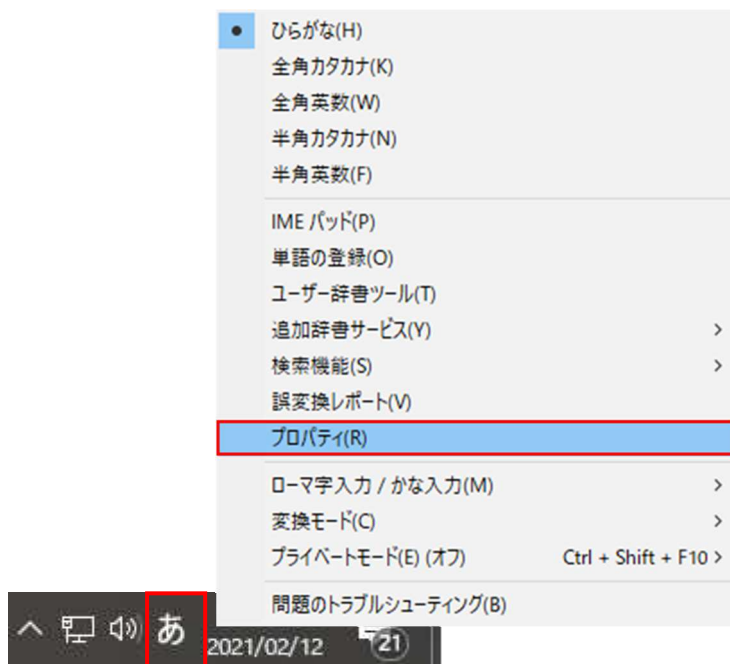 ひらがな(H)
全角カタカナ(K)
全角英数(W)
半角カタカナ(N)
半角英数(F)
IME パッド(P)
単語の登録(O)
ユーザー辞書ツール(T)
追加辞書サービス(Y)
検索機能(S)
誤変換レポート(V)
プロパティ(R)
ローマ字入力 / かな入力(M)
変換モード(C)
プライベートモード(E) (オフ) Ctrl + Shift + F10
問題のトラブルシューティング(B)
あ
2021/02/12
21